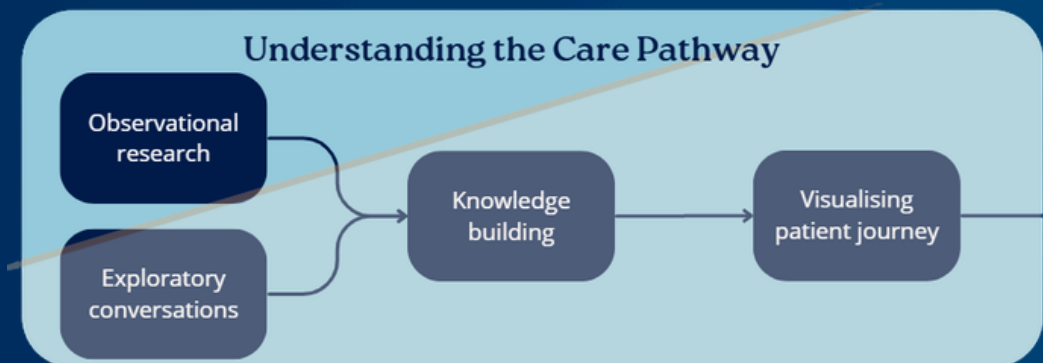 Understanding the Care Pathway
Observational
research
Exploratory
conversations
Knowledge
building
Visualising
patient journey